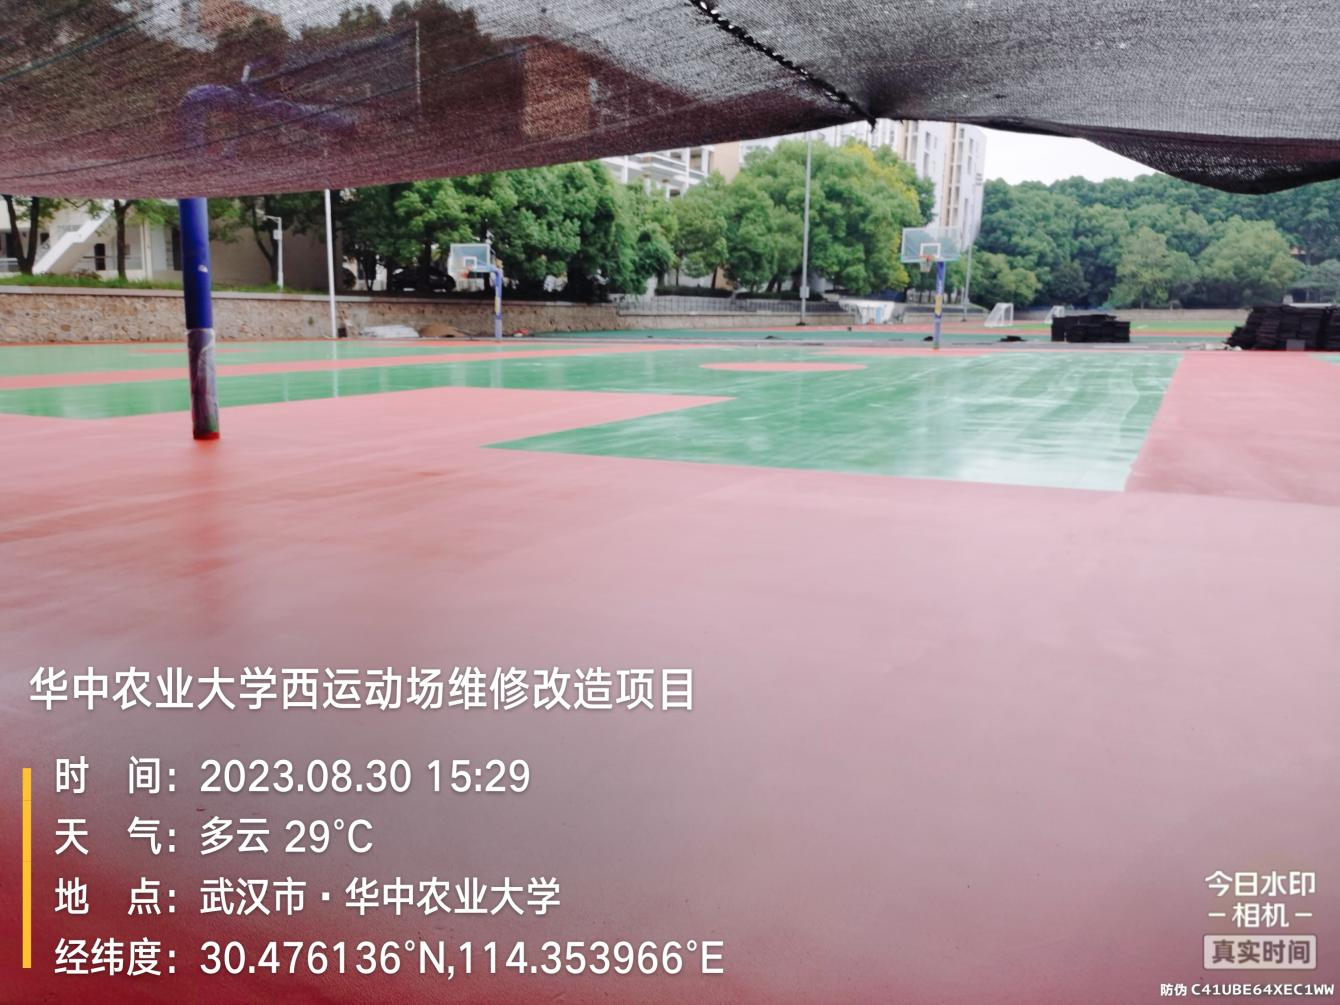 华中农业大学西运动场维修改造项目
时 间：2023.08.30 15:29
天 气：多云 29°C
地 点：武汉市·华中农业大学
经纬度：30.476136°N,114.353966°E
今日水印
相机
真实时间
防伪 C41UBE64XEC1WW